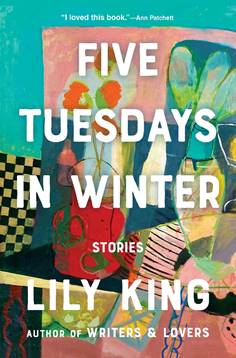 “I loved this book.”—Ann Patchett
FIVE
TUESDAYS
IN WINTER
STORIES
LILY KING
AUTHOR OF WRITERS & LOVERS